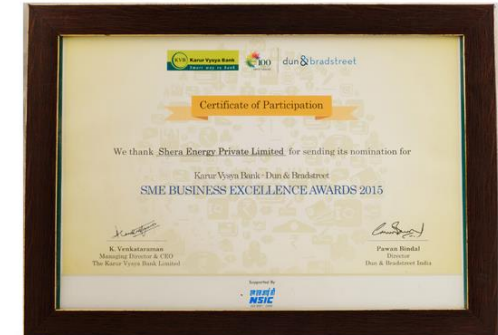 KVB Karur Vysya Bank
Smart way to Bank
100
dun & bradstreet
Certificate of Participation
We thank Shera Energy Private Limited for sending its nomination for
Karur Vysya Bank - Dun & Bradstreet
SME BUSINESS EXCELLENCE AWARDS 2015
K. Venkataraman
Managing Director & CEO
The Karur Vysya Bank Limited
Pawan Bindal
Director
Dun & Bradstreet India
Supported By
NSIC